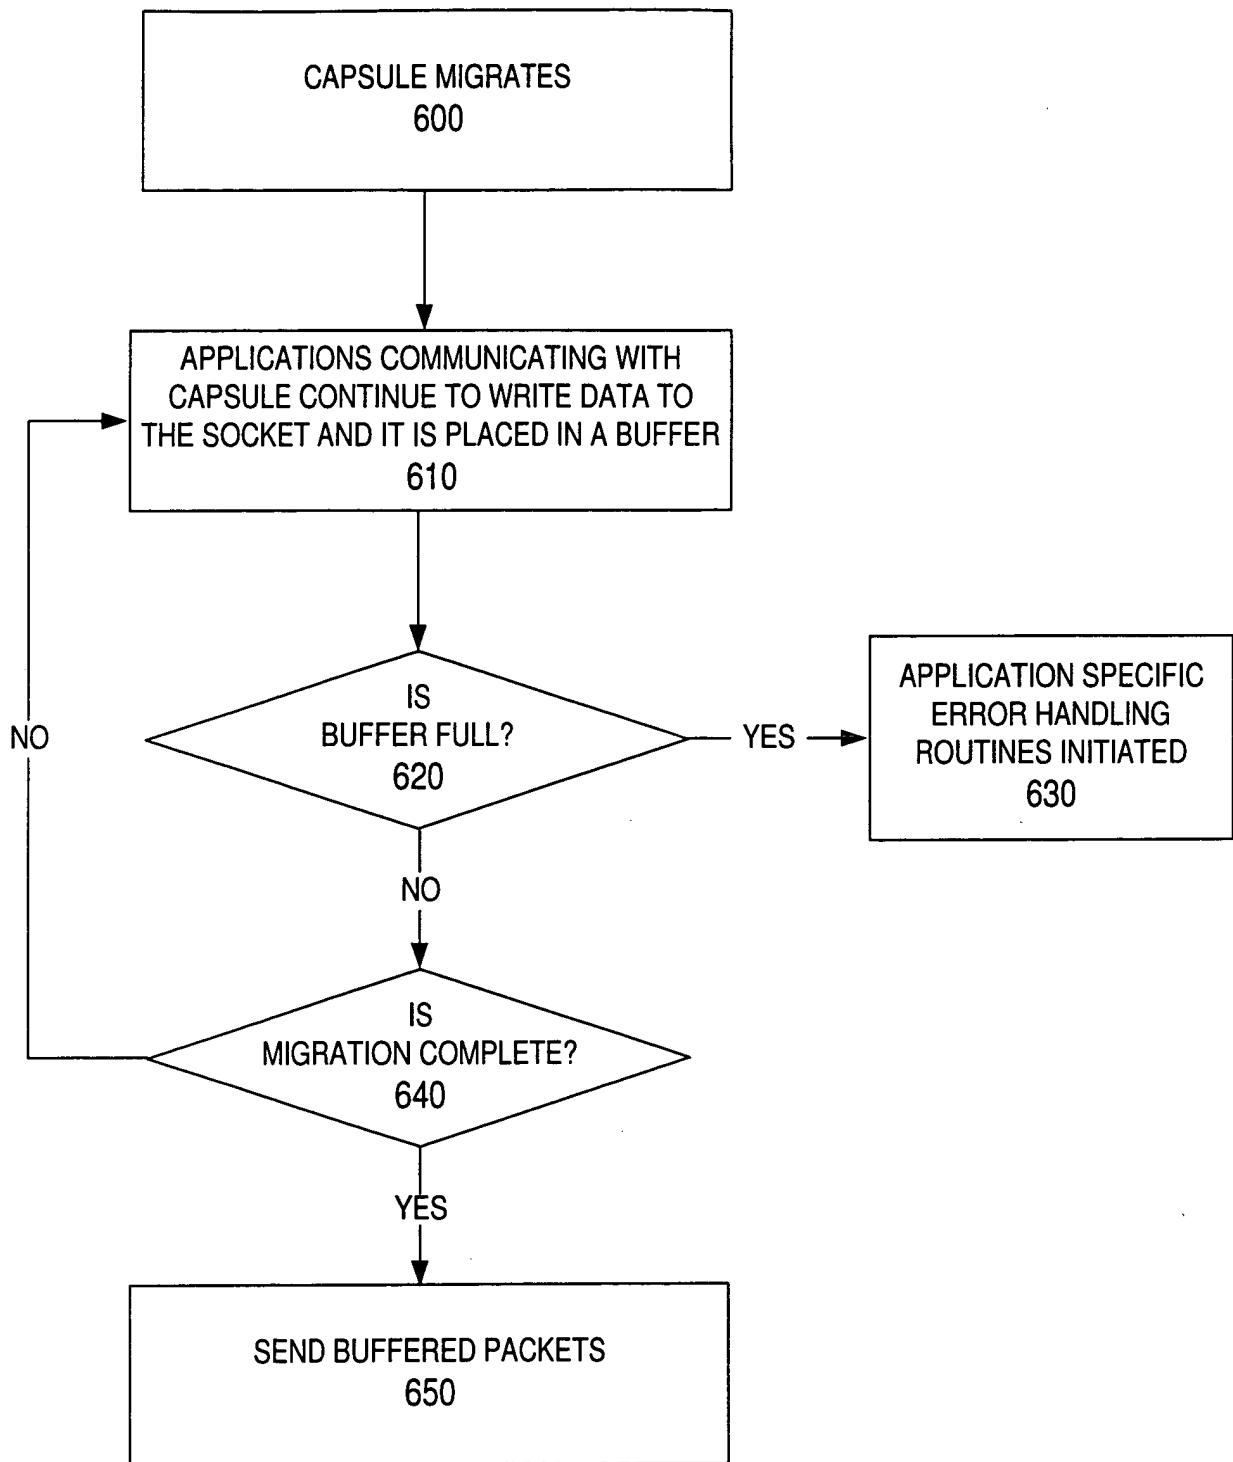 CAPSULE MIGRATES
600
APPLICATIONS COMMUNICATING WITH
CAPSULE CONTINUE TO WRITE DATA TO
THE SOCKET AND IT IS PLACED IN A BUFFER
610
IS
BUFFER FULL?
620
YES
APPLICATION SPECIFIC
ERROR HANDLING
ROUTINES INITIATED
630
NO
NO
IS
MIGRATION COMPLETE?
640
YES
SEND BUFFERED PACKETS
650